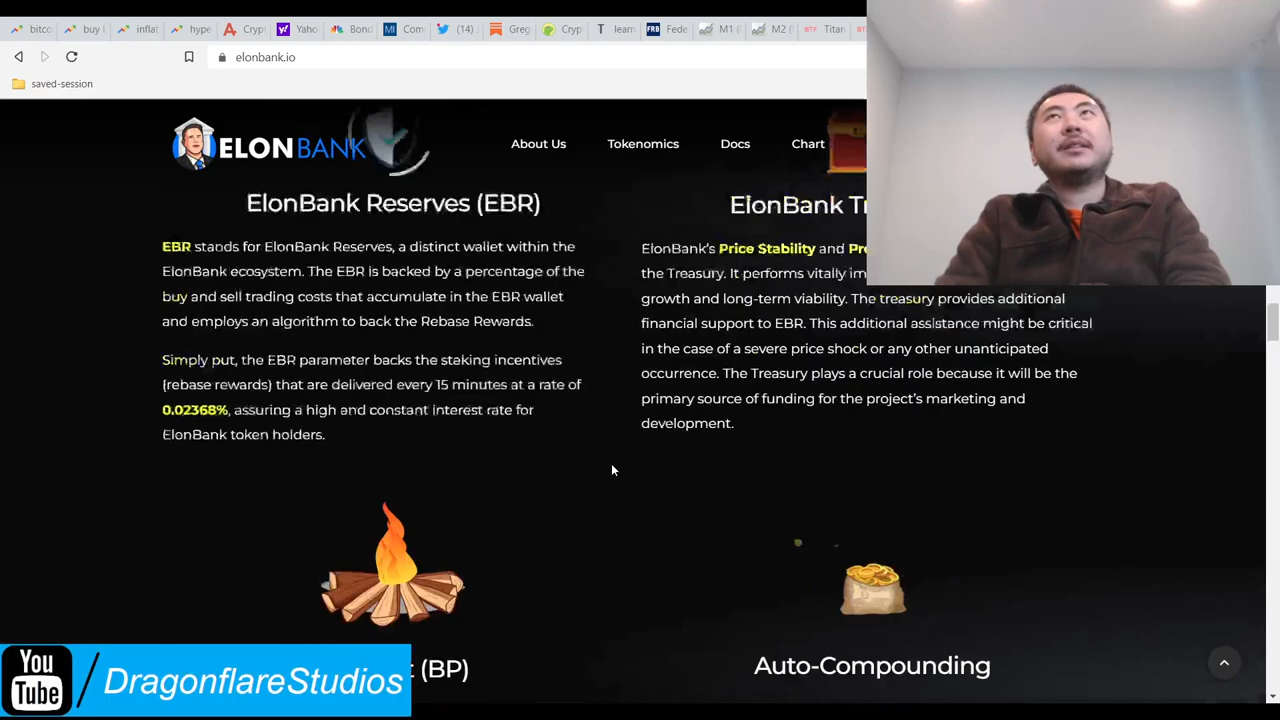 bitco
buy b
inflat
hype
Cryp
Yaho
Bond
Com
(14)
Greg
Cryp
learn
Fede
M1 (
M2 (
Titan
elonbank.io
saved-session
ELONBANK
About Us
Tokenomics
Docs
Chart
ElonBank Reserves (EBR)
EBR stands for ElonBank Reserves, a distinct wallet within the
ElonBank ecosystem. The EBR is backed by a percentage of the
buy and sell trading costs that accumulate in the EBR wallet
and employs an algorithm to back the Rebase Rewards.
Simply put, the EBR parameter backs the staking incentives
(rebase rewards) that are delivered every 15 minutes at a rate of
0.02368%, assuring a high and constant interest rate for
ElonBank token holders.
ElonBank Tr
ElonBank's Price Stability and Pr
the Treasury. It performs vitally im
growth and long-term viability. The treasury provides additional
financial support to EBR. This additional assistance might be critical
in the case of a severe price shock or any other unanticipated
occurrence. The Treasury plays a crucial role because it will be the
primary source of funding for the project's marketing and
development.
(BP)
Auto-Compounding
You
Tube
DragonflareStudios